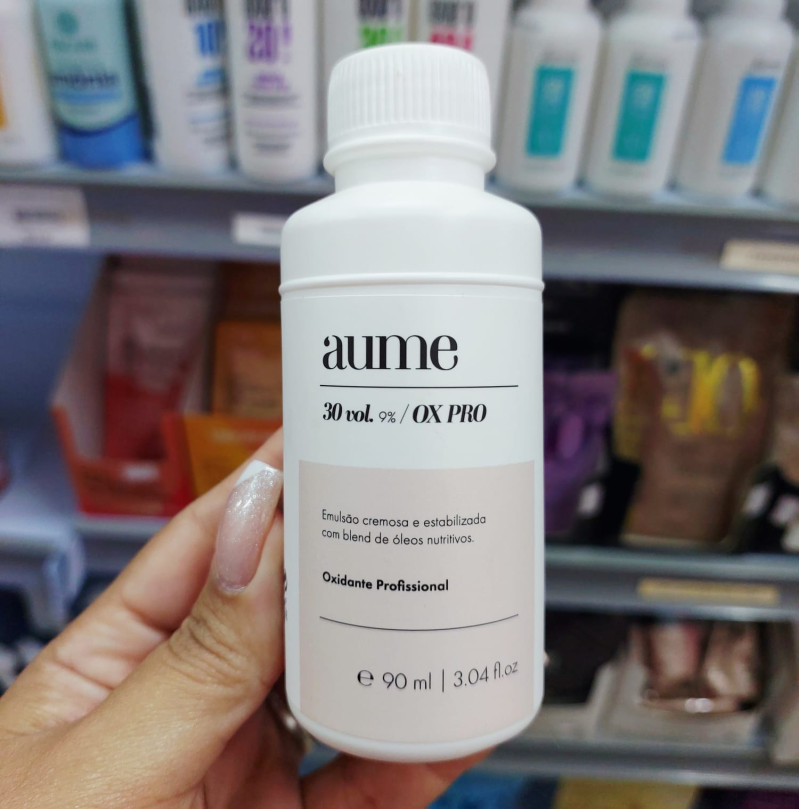 aume
30 vol. 9% / OX PRO
Emulsão cremosa e estabilizada
com blend de óleos nutritivos.
Oxidante Profissional
℮ 90 ml | 3.04 fl.oz